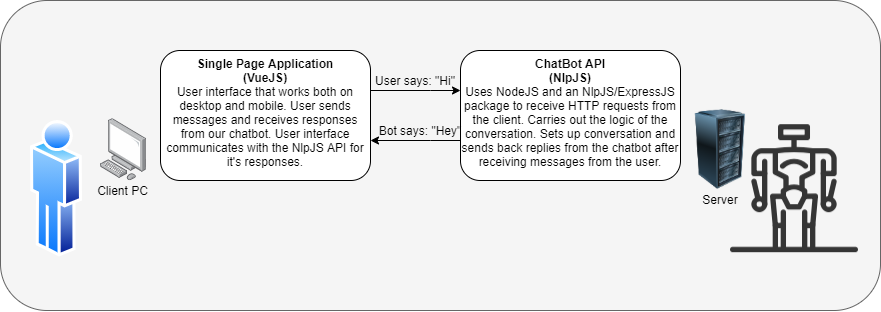 Single Page Application
(VueJS)
User interface that works both on
desktop and mobile. User sends
messages and receives responses
from our chatbot. User interface
communicates with the NlpJS API for
it's responses.
User says: "Hi"
Bot says: "Hey"
ChatBot API
(NlpJS)
Uses NodeJS and an NlpJS/ExpressJS
package to receive HTTP requests from
the client. Carries out the logic of the
conversation. Sets up conversation and
sends back replies from the chatbot after
receiving messages from the user.
Client PC
Server